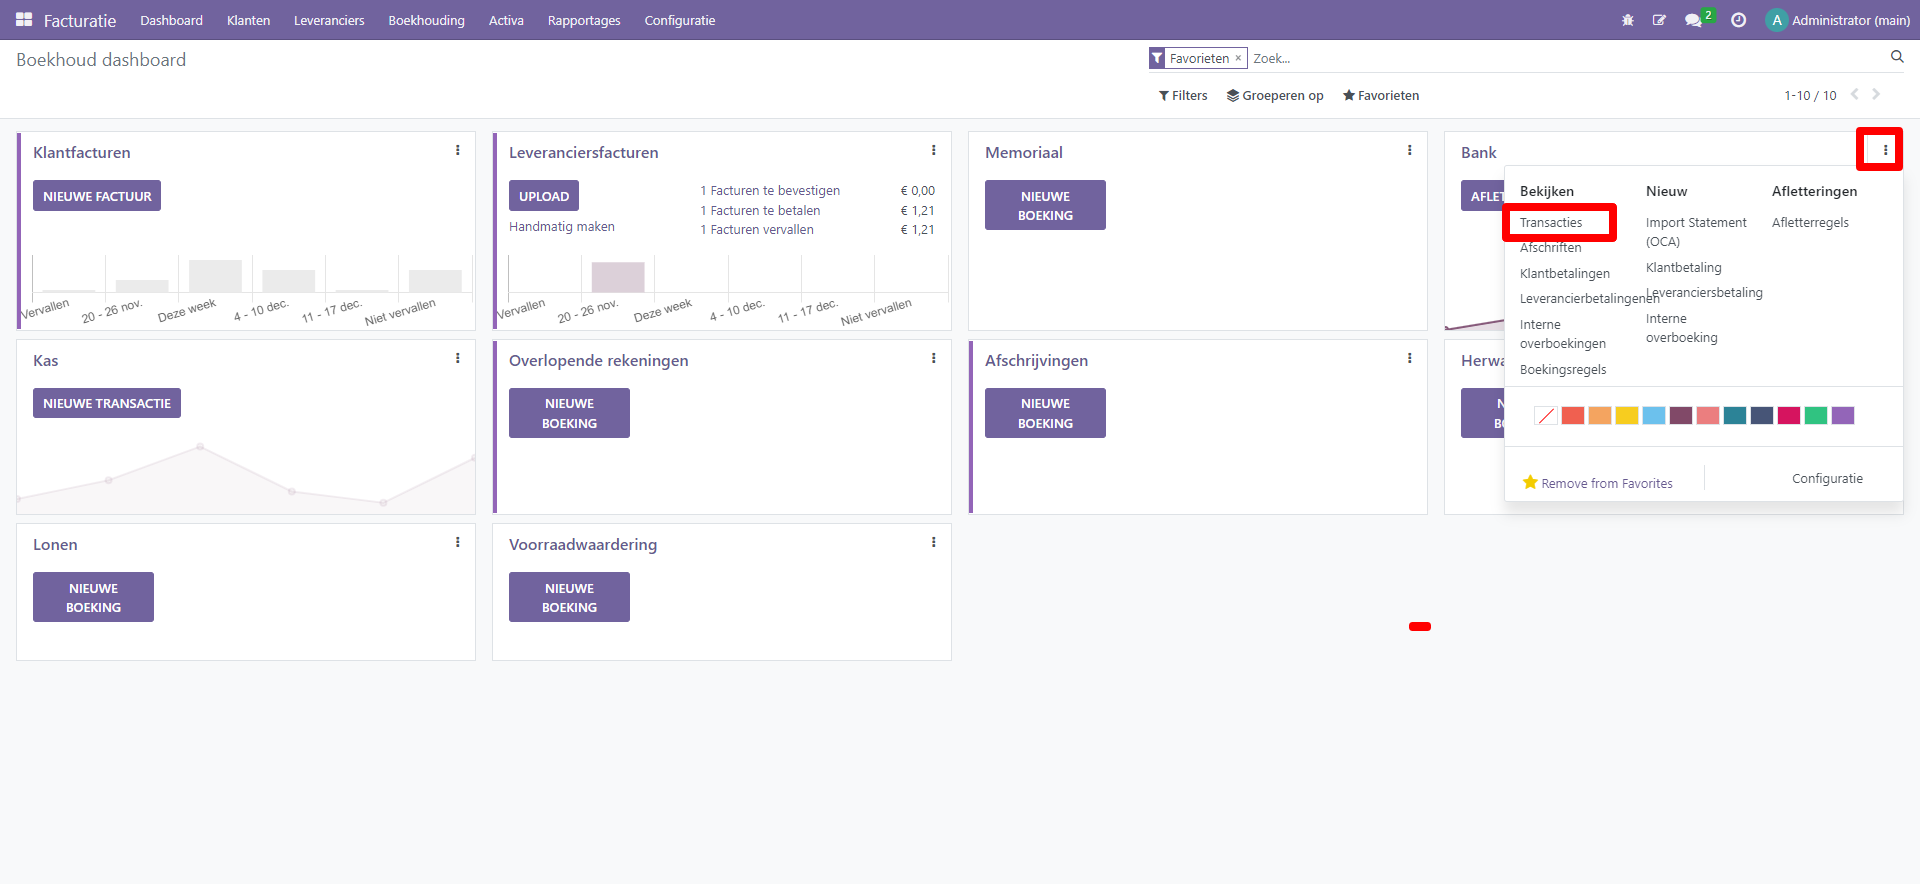 Facturatie Dashboard Klanten Leveranciers Boekhouding Activa Rapportages Configuratie 2 A Administrator (main)
Boekhoud dashboard
Favorieten × Zoek...
Filters Groeperen op Favorieten 1-10 / 10
Klantfacturen
NIEUWE FACTUUR
Vervallen 20 - 26 nov. Deze week 4 - 10 dec. 11 - 17 dec. Niet vervallen
Leveranciersfacturen
UPLOAD
Handmatig maken
1 Facturen te bevestigen € 0,00
1 Facturen te betalen € 1,21
1 Facturen vervallen € 1,21
Vervallen 20 - 26 nov. Deze week 4 - 10 dec. 11 - 17 dec. Niet vervallen
Memoriaal
NIEUWE
BOEKING
Bank
AFLET
Bekijken
Transacties
Afschriften
Klantbetalingen
Leverancierbetalingenen
Interne
overboekingen
Boekingsregels
Nieuw
Import Statement
(OCA)
Klantbetaling
Leveranciersbetaling
Interne
overboeking
Afletteringen
Afletterregels
Remove from Favorites
Configuratie
Kas
NIEUWE TRANSACTIE
Overlopende rekeningen
NIEUWE
BOEKING
Afschrijvingen
NIEUWE
BOEKING
Herwa
N
BO
Lonen
NIEUWE
BOEKING
Voorraadwaardering
NIEUWE
BOEKING